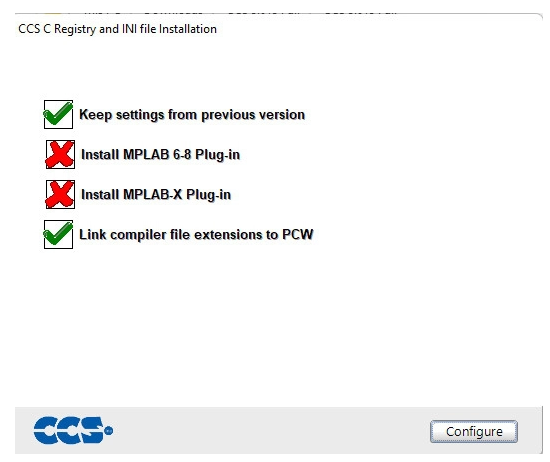 CCS C Registry and INI file Installation
Keep settings from previous version
Install MPLAB 6-8 Plug-in
Install MPLAB-X Plug-in
Link compiler file extensions to PCW
CCS
Configure